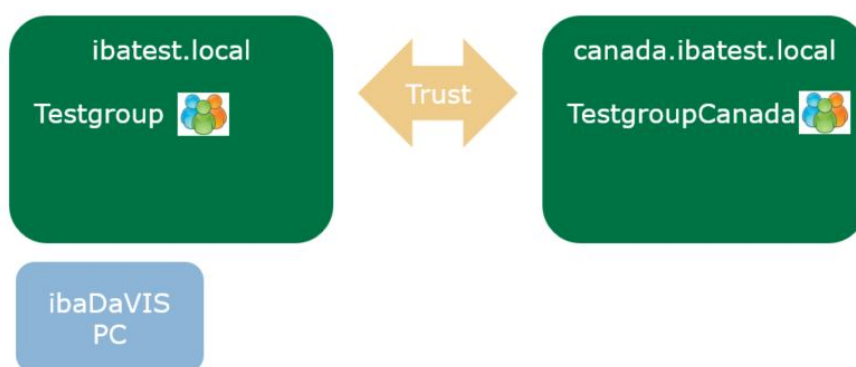 ibatest.local
Testgroup
Trust
canada.ibatest.local
TestgroupCanada
ibaDaVIS
PC